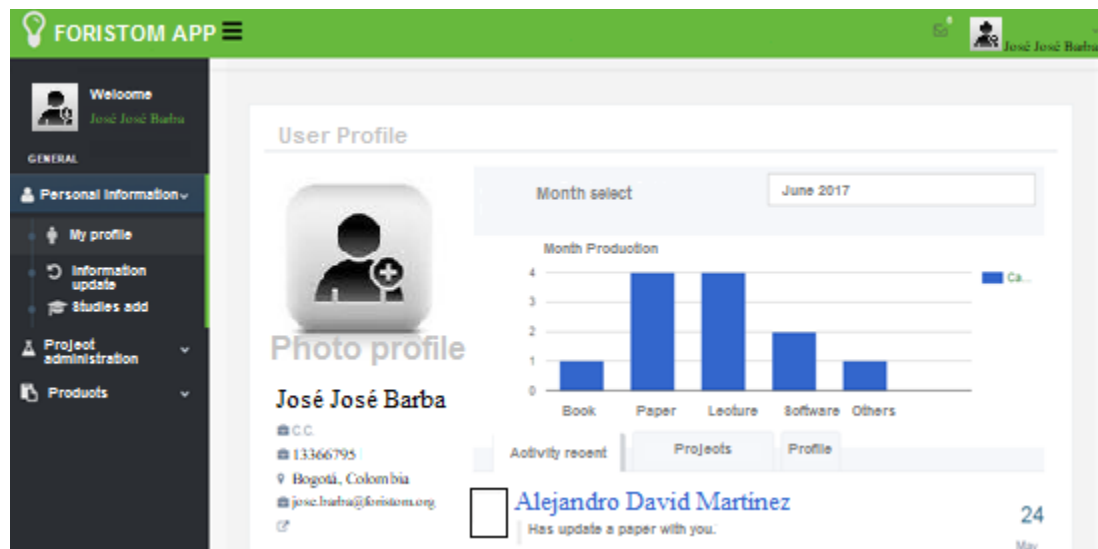 FORISTOM APP
José José Barba
Welcome
José José Barba
GENERAL
Personal Information
My profile
Information
update
Studies add
Project
administration
Products
User Profile
Photo profile
José José Barba
C.C.
13366795
Bogotá, Colombia
jose.barba@foristom.org
Month select
June 2017
Month Production
4
3
2
1
0
Ca...
Book Paper Lecture Software Others
Activity recent Projects Profile
Alejandro David Martínez
Has update a paper with you.
24
May